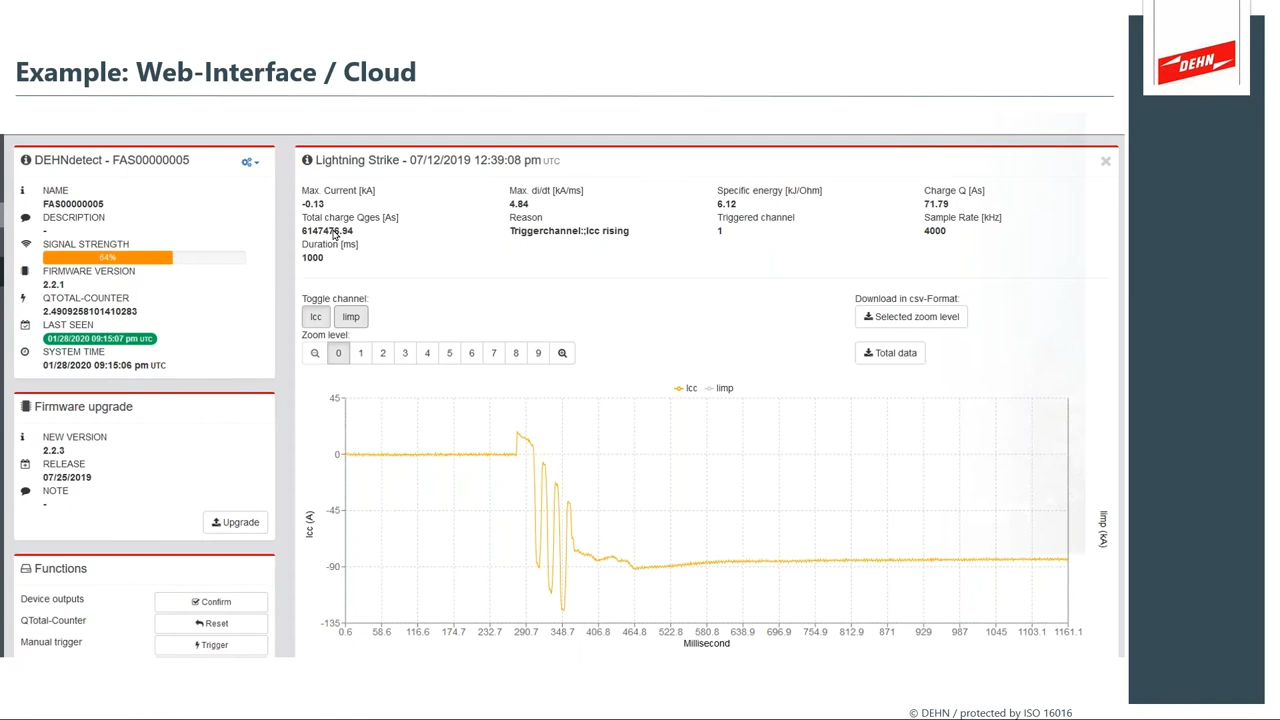 Example: Web-Interface / Cloud
DEHN
DEHNdetect - FAS00000005
NAME
FAS00000005
DESCRIPTION
-
SIGNAL STRENGTH
64%
FIRMWARE VERSION
2.2.1
QTOTAL-COUNTER
2.4909258101410283
LAST SEEN
01/28/2020 09:15:07 pm UTC
SYSTEM TIME
01/28/2020 09:15:06 pm UTC
Firmware upgrade
NEW VERSION
2.2.3
RELEASE
07/25/2019
NOTE
-
Upgrade
Functions
Device outputs Confirm
QTotal-Counter Reset
Manual trigger Trigger
Lightning Strike - 07/12/2019 12:39:08 pm UTC
Max. Current [kA] Max. di/dt [kA/ms] Specific energy [kJ/Ohm] Charge Q [As]
-0.13 4.84 6.12 71.79
Total charge Qges [As] Reason Triggered channel Sample Rate [kHz]
6147476.94 Triggerchannel:;Icc rising 1 4000
Duration [ms]
1000
Toggle channel: Download in csv-Format:
Icc Iimp Selected zoom level
Zoom level:
0 1 2 3 4 5 6 7 8 9 Total data
Icc Iimp
45
0
-45
-90
-135
Icc (A)
Iimp (kA)
0.6 58.6 116.6 174.7 232.7 290.7 348.7 406.8 464.8 522.8 580.8 638.9 696.9 754.9 812.9 871 929 987 1045 1103.1 1161.1
Millisecond
© DEHN / protected by ISO 16016